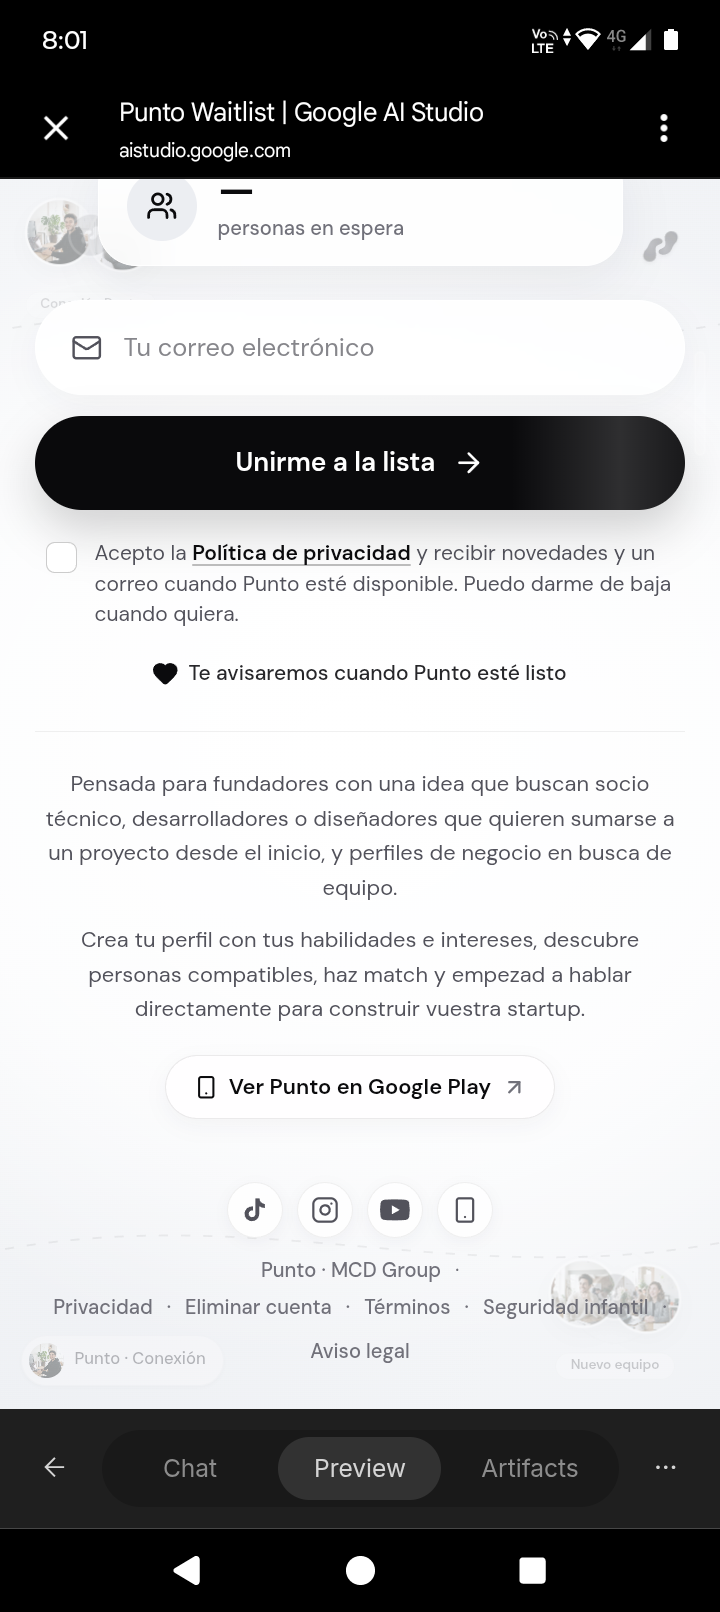 8:01
Vo
LTE
4G
Punto Waitlist | Google AI Studio
aistudio.google.com
—
personas en espera
Tu correo electrónico
Unirme a la lista →
Acepto la Política de privacidad y recibir novedades y un
correo cuando Punto esté disponible. Puedo darme de baja
cuando quiera.
Te avisaremos cuando Punto esté listo
Pensada para fundadores con una idea que buscan socio
técnico, desarrolladores o diseñadores que quieren sumarse a
un proyecto desde el inicio, y perfiles de negocio en busca de
equipo.
Crea tu perfil con tus habilidades e intereses, descubre
personas compatibles, haz match y empezad a hablar
directamente para construir vuestra startup.
Ver Punto en Google Play
Punto · MCD Group ·
Privacidad · Eliminar cuenta · Términos · Seguridad infantil ·
Aviso legal
Punto · Conexión
Nuevo equipo
Chat
Preview
Artifacts